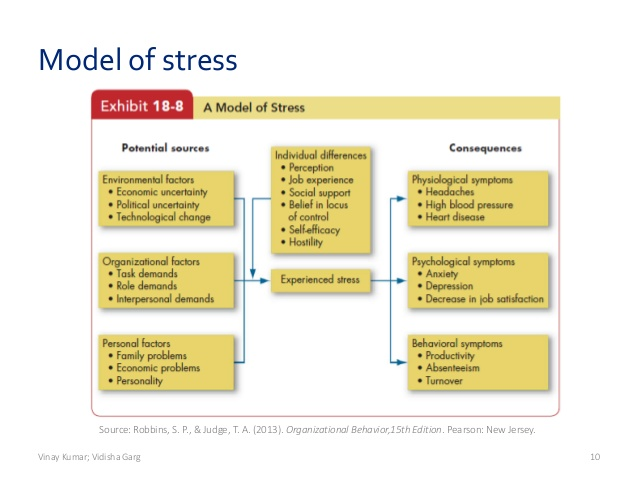 Model of stress
Exhibit 18-8 A Model of Stress
Potential sources
Environmental factors
• Economic uncertainty
• Political uncertainty
• Technological change
Organizational factors
• Task demands
• Role demands
• Interpersonal demands
Personal factors
• Family problems
• Economic problems
• Personality
Individual differences
• Perception
• Job experience
• Social support
• Belief in locus
of control
• Self-efficacy
• Hostility
Experienced stress
Consequences
Physiological symptoms
• Headaches
• High blood pressure
• Heart disease
Psychological symptoms
• Anxiety
• Depression
• Decrease in job satisfaction
Behavioral symptoms
• Productivity
• Absenteeism
• Turnover
Source: Robbins, S. P., & Judge, T. A. (2013). Organizational Behavior,15th Edition. Pearson: New Jersey.
Vinay Kumar; Vidisha Garg
10